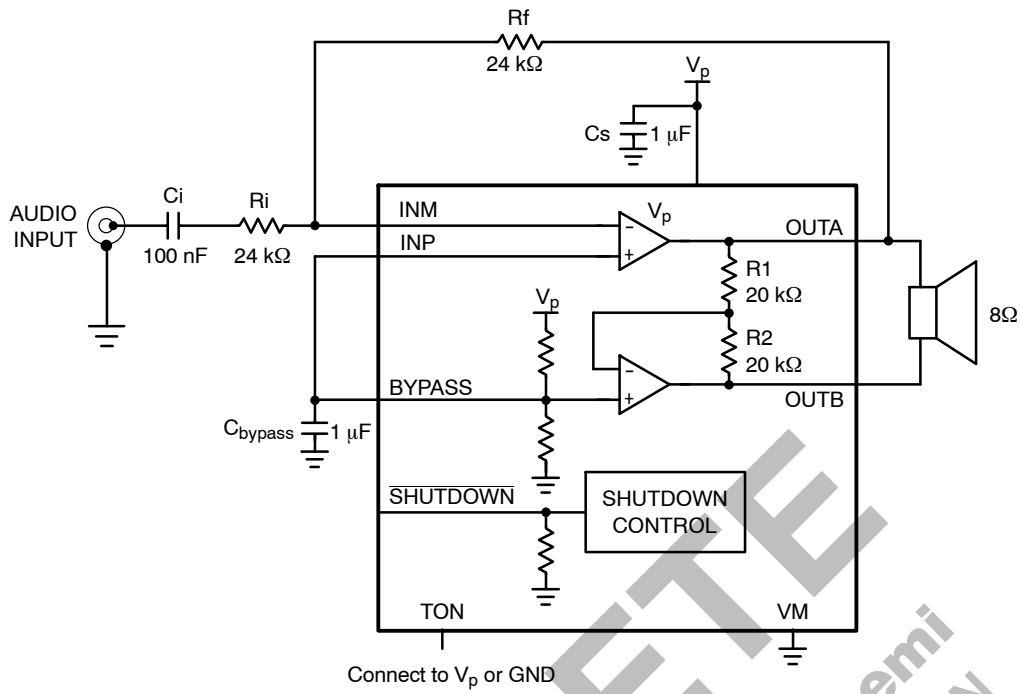 Rf
24 kΩ
Vp
Cs
1 μF
Ci
Ri
AUDIO
INPUT
100 nF
24 kΩ
INM
INP
Vp
OUTA
R1
20 kΩ
Vp
R2
20 kΩ
8Ω
BYPASS
OUTB
Cbypass
1 μF
SHUTDOWN
SHUTDOWN
CONTROL
TON
VM
Connect to Vp or GND